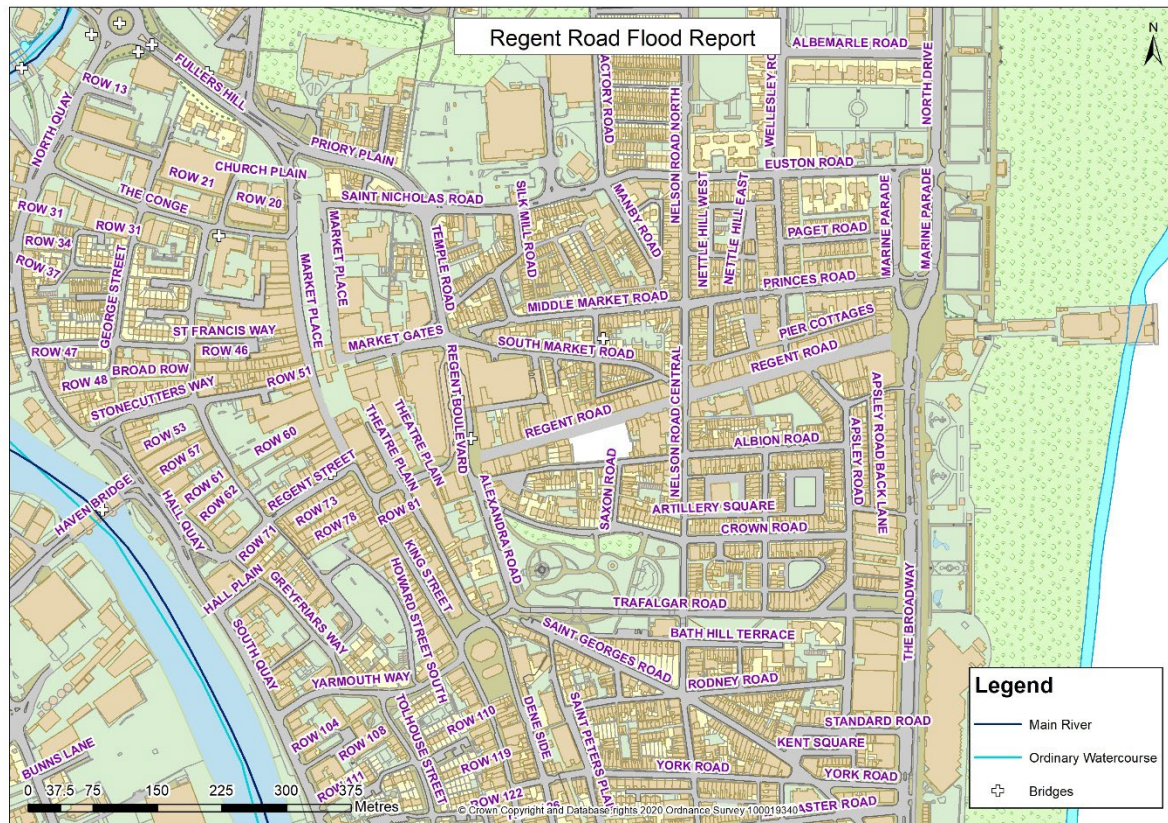 Regent Road Flood Report
N
ALBEMARLE ROAD
FULLERS HILL
ACTORY ROAD
WELLESLEY RO
NORTH DRIVE
ROW 13
NORTH QUAY
PRIORY PLAIN
NELSON ROAD NORTH
CHURCH PLAIN
EUSTON ROAD
ROW 21
THE CONGE
ROW 20
SAINT NICHOLAS ROAD
SILK MILL ROAD
MANBY ROAD
NETTLE HILL WEST
NETTLE HILL EAST
MARINE PARADE
MARINE PARADE
ROW 31
ROW 31
ROW 34
ROW 37
MARKET PLACE
TEMPLE ROAD
PAGET ROAD
GEORGE STREET
MARKET PLACE
MIDDLE MARKET ROAD
PRINCES ROAD
ST FRANCIS WAY
MARKET GATES
SOUTH MARKET ROAD
PIER COTTAGES
REGENT ROAD
ROW 47
ROW 46
BROAD ROW
ROW 48
ROW 51
STONECUTTERS WAY
REGENT BOULEVARD
NELSON ROAD CENTRAL
THEATRE PLAIN
THEATRE PLAIN
REGENT ROAD
APSLEY ROAD
APSLEY ROAD BACK LANE
ROW 53
ROW 57
ROW 60
ALBION ROAD
ROW 61
ROW 62
REGENT STREET
HAVEN BRIDGE
HALL QUAY
ROW 73
ROW 78
ROW 81
ALEXANDRA ROAD
SAXON ROAD
ARTILLERY SQUARE
CROWN ROAD
ROW 71
HALL PLAIN
GREYFRIARS WAY
KING STREET
HOWARD STREET SOUTH
TRAFALGAR ROAD
THE BROADWAY
SOUTH QUAY
SAINT GEORGES ROAD
BATH HILL TERRACE
YARMOUTH WAY
RODNEY ROAD
ROW 104
ROW 108
TOLHOUSE STREET
ROW 110
DENE SIDE
SAINT PETERS PLAIN
STANDARD ROAD
KENT SQUARE
BUNNS LANE
ROW 111
ROW 119
YORK ROAD
YORK ROAD
ROW 122
ASTER ROAD
Legend
Main River
Ordinary Watercourse
Bridges
0 37.5 75 150 225 300 375
Metres
© Crown Copyright and Database rights 2020 Ordnance Survey 100019340